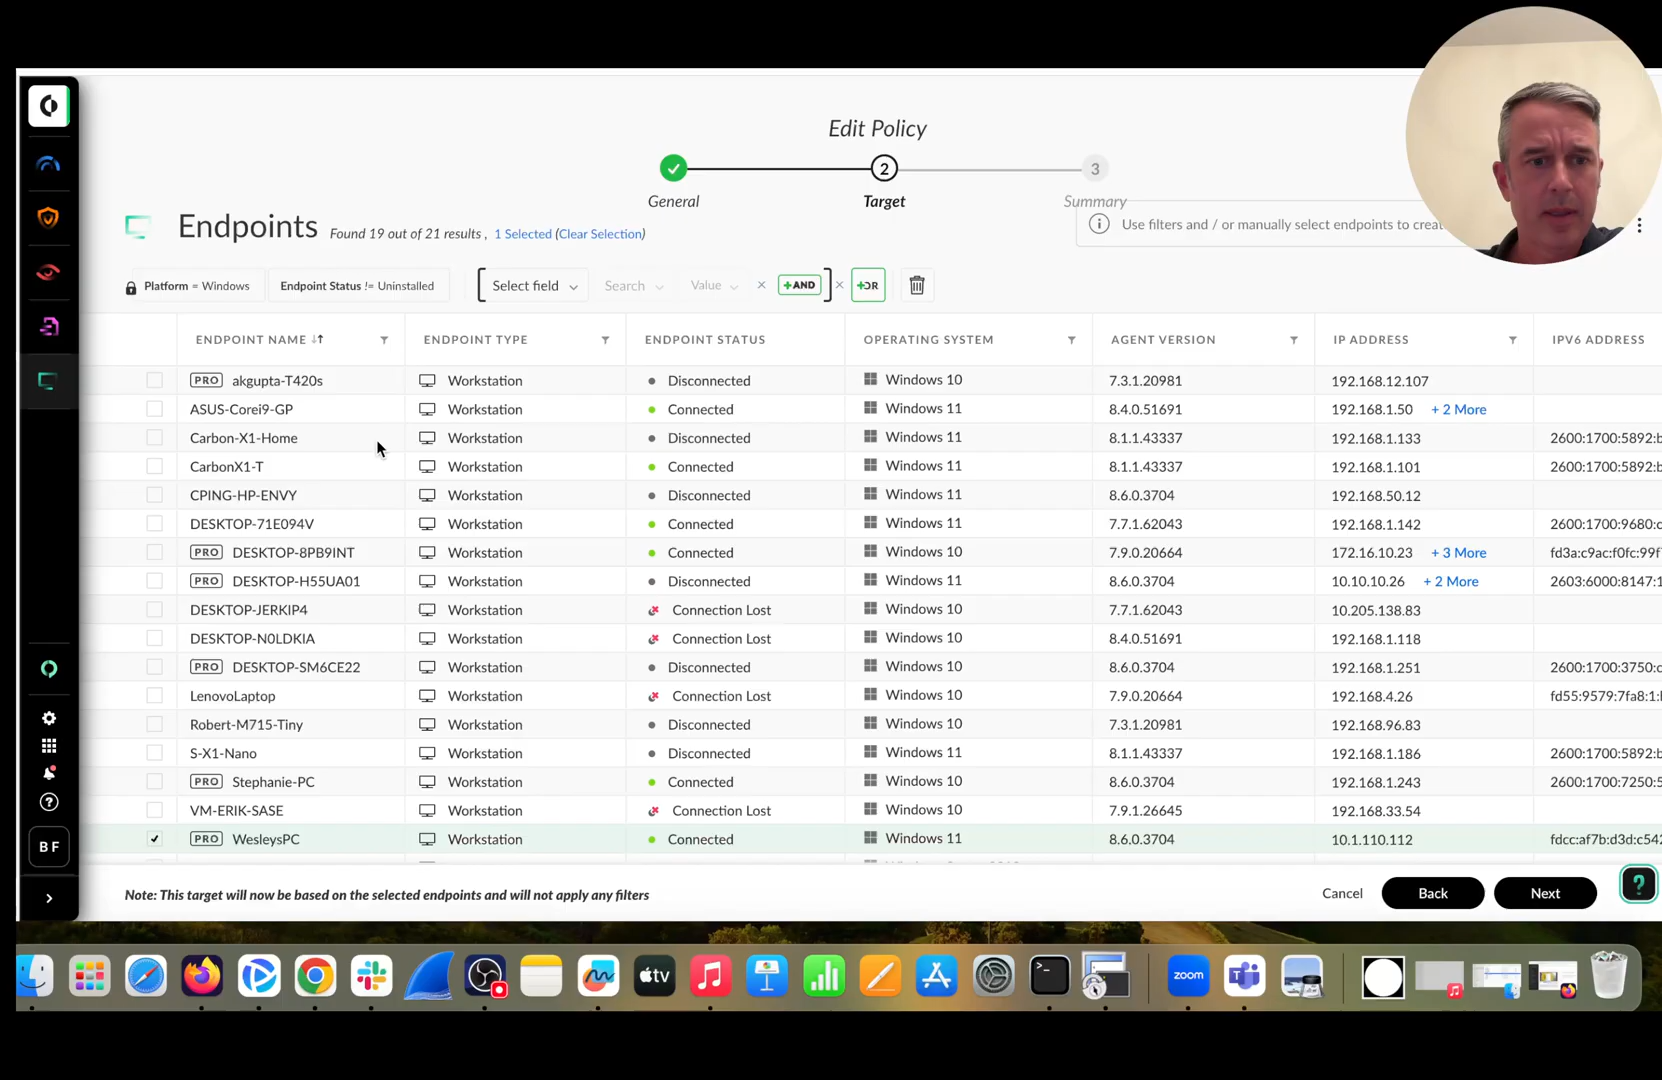 Edit Policy
2
3
General
Target
Summary
Endpoints
Found 19 out of 21 results , 1 Selected (Clear Selection)
Use filters and / or manually select endpoints to crea
Platform = Windows
Endpoint Status != Uninstalled
Select field
Search
Value
+AND
+OR
ENDPOINT NAME
ENDPOINT TYPE
ENDPOINT STATUS
OPERATING SYSTEM
AGENT VERSION
IP ADDRESS
IPV6 ADDRESS
PRO akgupta-T420s Workstation Disconnected Windows 10 7.3.1.20981 192.168.12.107
ASUS-Corei9-GP Workstation Connected Windows 11 8.4.0.51691 192.168.1.50 + 2 More
Carbon-X1-Home Workstation Disconnected Windows 11 8.1.1.43337 192.168.1.133 2600:1700:5892:b
CarbonX1-T Workstation Connected Windows 11 8.1.1.43337 192.168.1.101 2600:1700:5892:b
CPING-HP-ENVY Workstation Disconnected Windows 11 8.6.0.3704 192.168.50.12
DESKTOP-71E094V Workstation Connected Windows 11 7.7.1.62043 192.168.1.142 2600:1700:9680:c
PRO DESKTOP-8PB9INT Workstation Connected Windows 10 7.9.0.20664 172.16.10.23 + 3 More fd3a:c9ac:f0fc:99f
PRO DESKTOP-H55UA01 Workstation Disconnected Windows 11 8.6.0.3704 10.10.10.26 + 2 More 2603:6000:8147:1
DESKTOP-JERKIP4 Workstation Connection Lost Windows 10 7.7.1.62043 10.205.138.83
DESKTOP-N0LDKIA Workstation Connection Lost Windows 10 8.4.0.51691 192.168.1.118
PRO DESKTOP-SM6CE22 Workstation Disconnected Windows 10 8.6.0.3704 192.168.1.251 2600:1700:3750:c
LenovoLaptop Workstation Connection Lost Windows 10 7.9.0.20664 192.168.4.26 fd55:9579:7fa8:1:
Robert-M715-Tiny Workstation Disconnected Windows 10 7.3.1.20981 192.168.96.83
S-X1-Nano Workstation Disconnected Windows 11 8.1.1.43337 192.168.1.186 2600:1700:5892:b
PRO Stephanie-PC Workstation Connected Windows 10 8.6.0.3704 192.168.1.243 2600:1700:7250:5
VM-ERIK-SASE Workstation Connection Lost Windows 10 7.9.1.26645 192.168.33.54
PRO WesleysPC Workstation Connected Windows 11 8.6.0.3704 10.1.110.112 fdcc:af7b:d3d:c542
B F
Note: This target will now be based on the selected endpoints and will not apply any filters
Cancel
Back
Next
tv
zoom